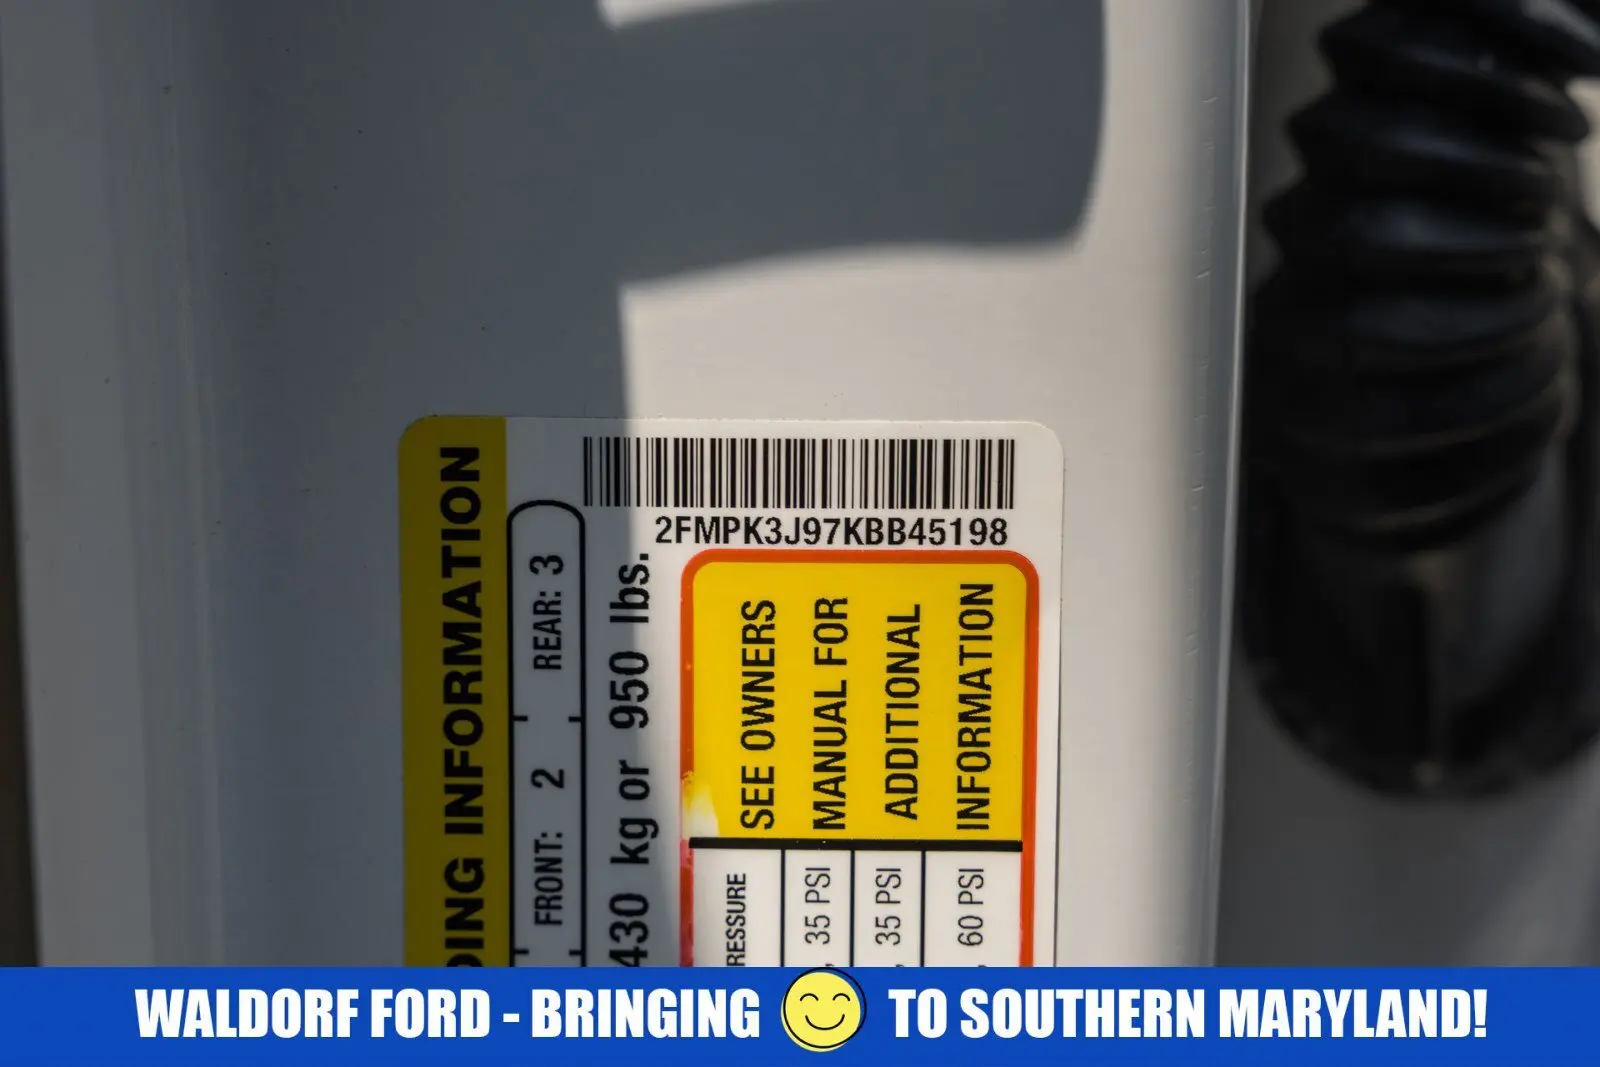 2FMPK3J97KBB45198
DING INFORMATION
FRONT: 2 REAR: 3
430 kg or 950 lbs.
SEE OWNERS
MANUAL FOR
ADDITIONAL
INFORMATION
RESSURE
35 PSI
35 PSI
60 PSI
WALDORF FORD - BRINGING TO SOUTHERN MARYLAND!